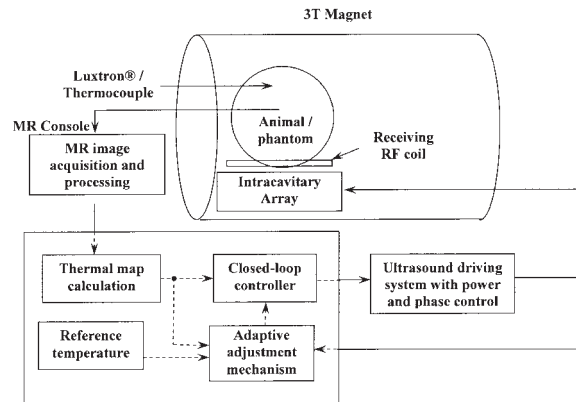 3T Magnet
Luxtron® /
Thermocouple
MR Console
MR image
acquisition and
processing
Animal /
phantom
Receiving
RF coil
Intracavitary
Array
Thermal map
calculation
Closed-loop
controller
Ultrasound driving
system with power
and phase control
Reference
temperature
Adaptive
adjustment
mechanism